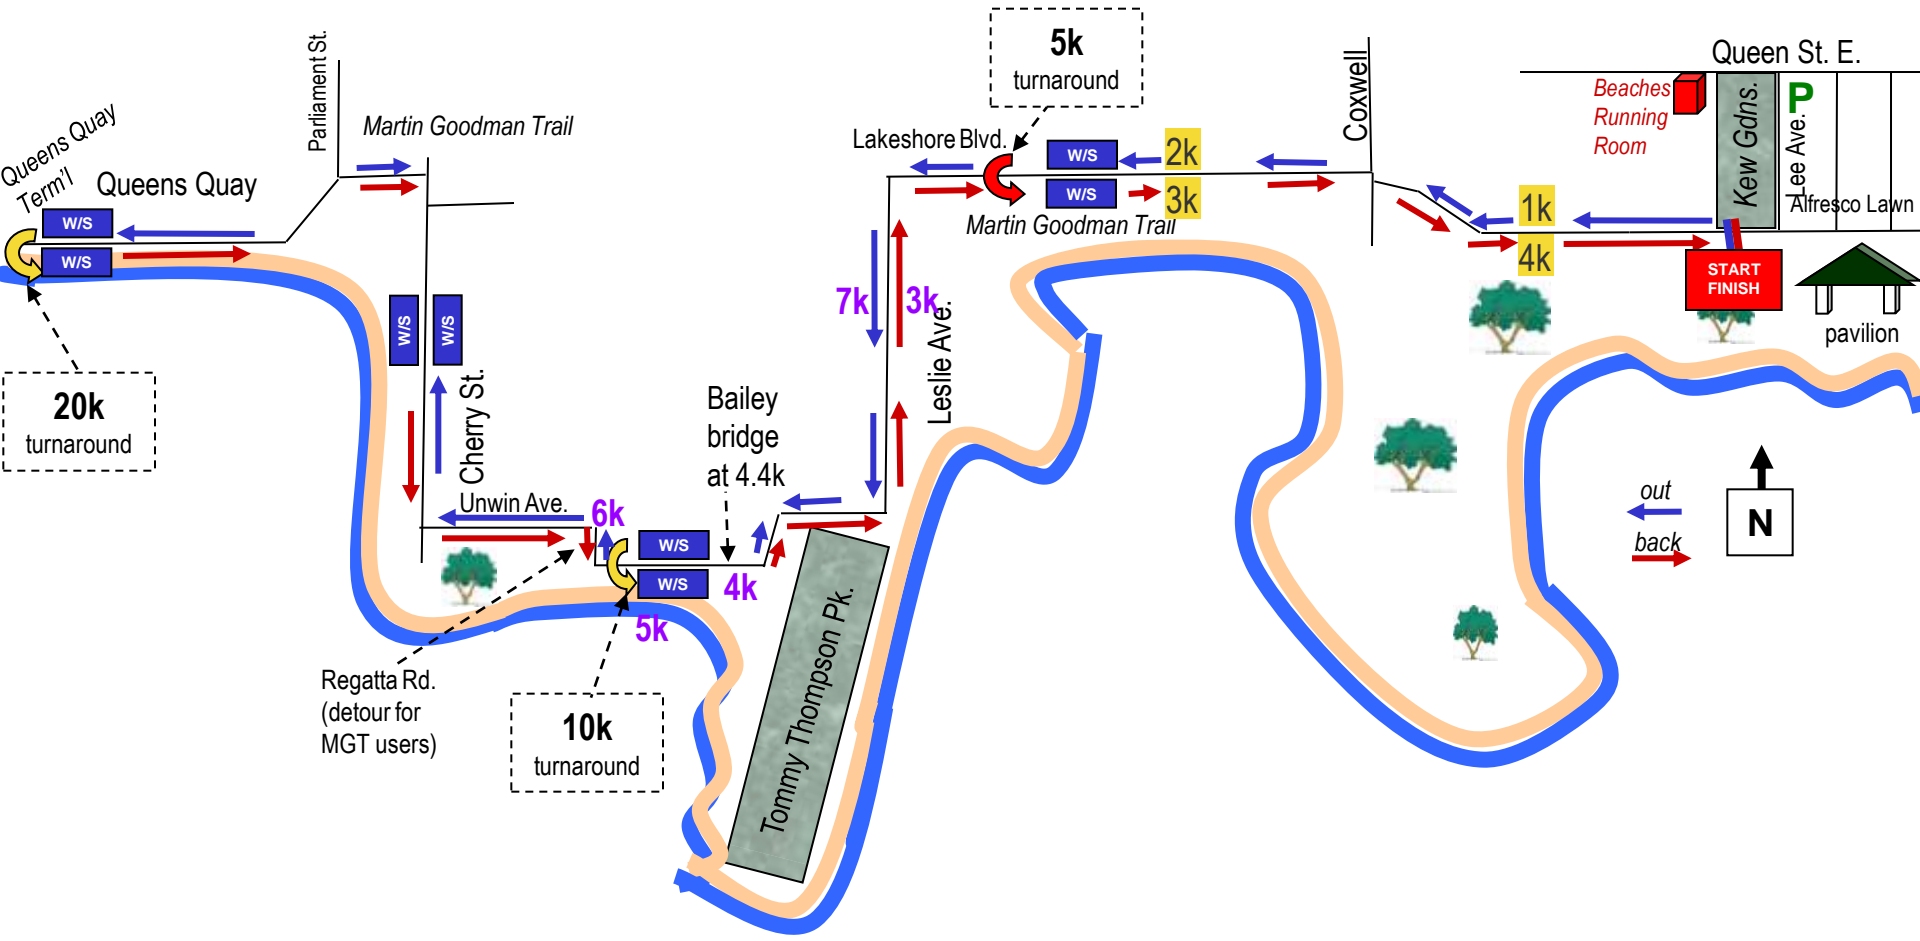 Queen St. E.
5k
turnaround
Parliament St.
Coxwell
Beaches
Running
Room
Kew Gdns.
P
Lee Ave.
Alfresco Lawn
Queens Quay
Term'l
Queens Quay
Martin Goodman Trail
Lakeshore Blvd.
W/S
W/S
2k
3k
Martin Goodman Trail
1k
4k
START
FINISH
pavilion
W/S
W/S
20k
turnaround
W/S
W/S
Cherry St.
7k
3k
Leslie Ave.
Bailey
bridge
at 4.4k
Unwin Ave.
6k
W/S
W/S
4k
5k
Regatta Rd.
(detour for
MGT users)
10k
turnaround
Tommy Thompson Pk.
out
back
N